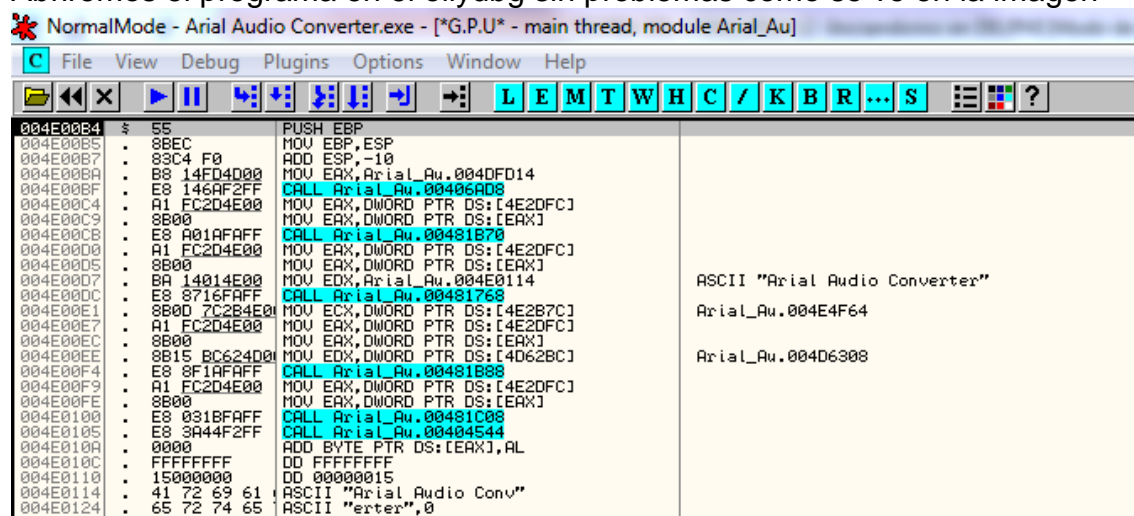 Abriremos el programa en el ollydbg sin problemas como se ve en la imagen
NormalMode - Arial Audio Converter.exe - [*G.P.U* - main thread, module Arial_Au]
C File View Debug Plugins Options Window Help
L E M T W H C / K B R ... S ?
004E00B4 $ 55 PUSH EBP
004E00B5 . 8BEC MOV EBP,ESP
004E00B7 . 83C4 F0 ADD ESP,-10
004E00BA . B8 14FD4D00 MOV EAX,Arial_Au.004DFD14
004E00BF . E8 146AF2FF CALL Arial_Au.00406AD8
004E00C4 . A1 FC2D4E00 MOV EAX,DWORD PTR DS:[4E2DFC]
004E00C9 . 8B00 MOV EAX,DWORD PTR DS:[EAX]
004E00CB . E8 A01AFAFF CALL Arial_Au.00481B70
004E00D0 . A1 FC2D4E00 MOV EAX,DWORD PTR DS:[4E2DFC]
004E00D5 . 8B00 MOV EAX,DWORD PTR DS:[EAX]
004E00D7 . BA 14014E00 MOV EDX,Arial_Au.004E0114 ASCII "Arial Audio Converter"
004E00DC . E8 8716FAFF CALL Arial_Au.00481768
004E00E1 . 8B0D 7C2B4E0 MOV ECX,DWORD PTR DS:[4E2B7C] Arial_Au.004E4F64
004E00E7 . A1 FC2D4E00 MOV EAX,DWORD PTR DS:[4E2DFC]
004E00EC . 8B00 MOV EAX,DWORD PTR DS:[EAX]
004E00EE . 8B15 BC624D0 MOV EDX,DWORD PTR DS:[4D62BC] Arial_Au.004D6308
004E00F4 . E8 8F1AFAFF CALL Arial_Au.00481B88
004E00F9 . A1 FC2D4E00 MOV EAX,DWORD PTR DS:[4E2DFC]
004E00FE . 8B00 MOV EAX,DWORD PTR DS:[EAX]
004E0100 . E8 031BFAFF CALL Arial_Au.00481C08
004E0105 . E8 3A44F2FF CALL Arial_Au.00404544
004E010A . 0000 ADD BYTE PTR DS:[EAX],AL
004E010C . FFFFFFFF DD FFFFFFFF
004E0110 . 15000000 DD 00000015
004E0114 . 41 72 69 61 ASCII "Arial Audio Conv"
004E0124 . 65 72 74 65 ASCII "erter",0